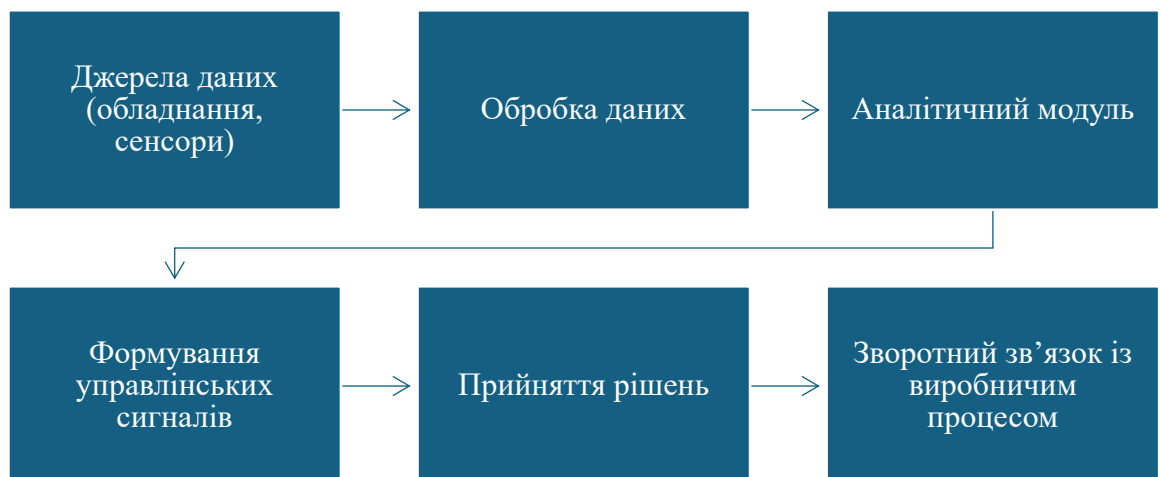 Джерела даних
(обладнання,
сенсори)
Обробка даних
Аналітичний модуль
Формування
управлінських
сигналів
Прийняття рішень
Зворотний зв’язок із
виробничим
процесом